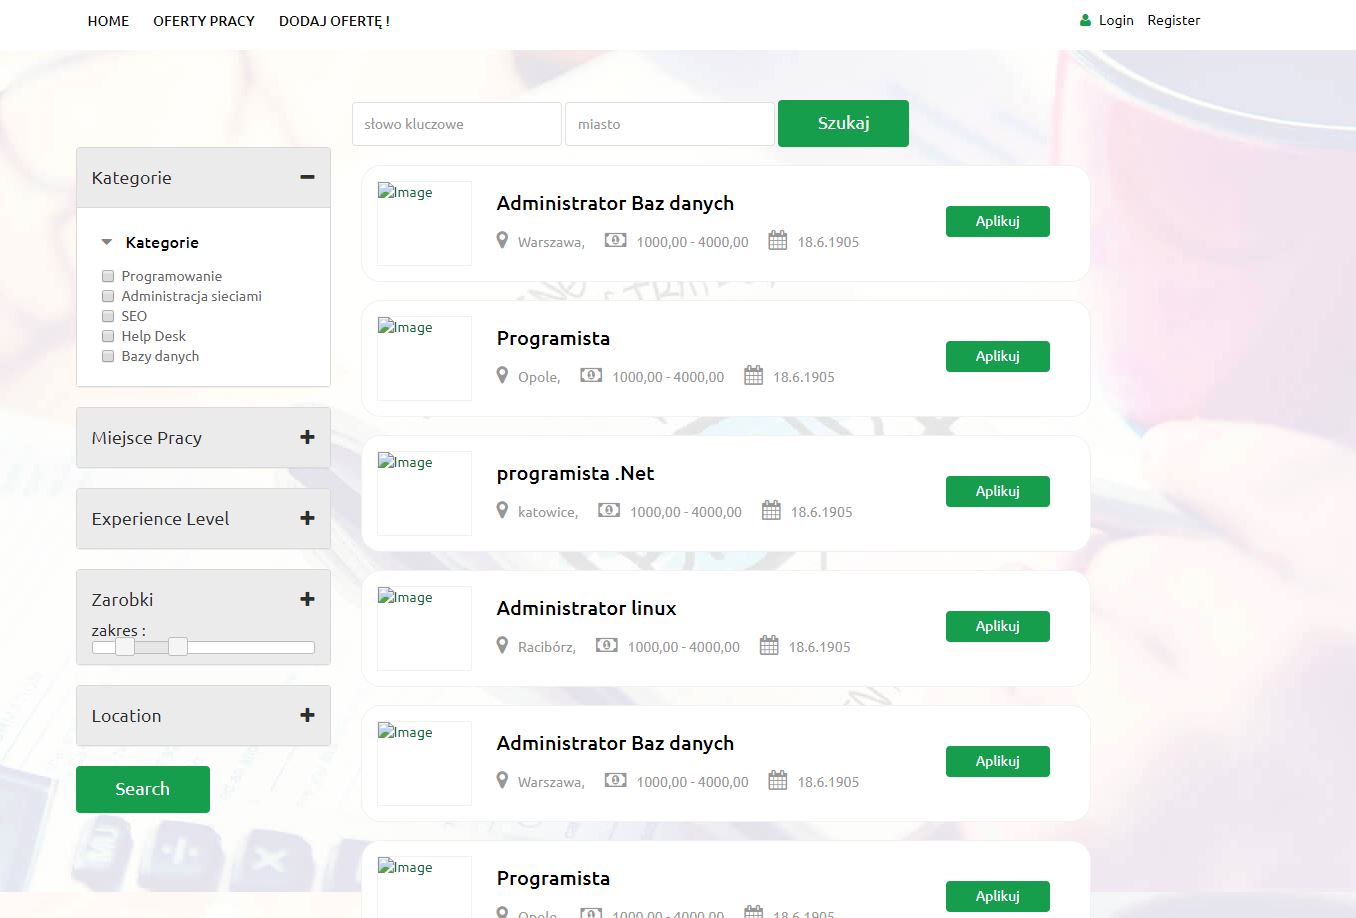 HOME OFERTY PRACY DODAJ OFERTĘ !
Login Register
słowo kluczowe miasto Szukaj
Kategorie
Kategorie
Programowanie
Administracja sieciami
SEO
Help Desk
Bazy danych
Miejsce Pracy
Experience Level
Zarobki
zakres :
Location
Search
Image
Administrator Baz danych
Warszawa, 1000,00 - 4000,00 18.6.1905
Aplikuj
Image
Programista
Opole, 1000,00 - 4000,00 18.6.1905
Aplikuj
Image
programista .Net
katowice, 1000,00 - 4000,00 18.6.1905
Aplikuj
Image
Administrator linux
Racibórz, 1000,00 - 4000,00 18.6.1905
Aplikuj
Image
Administrator Baz danych
Warszawa, 1000,00 - 4000,00 18.6.1905
Aplikuj
Image
Programista
Opole, 1000,00 - 4000,00 18.6.1905
Aplikuj